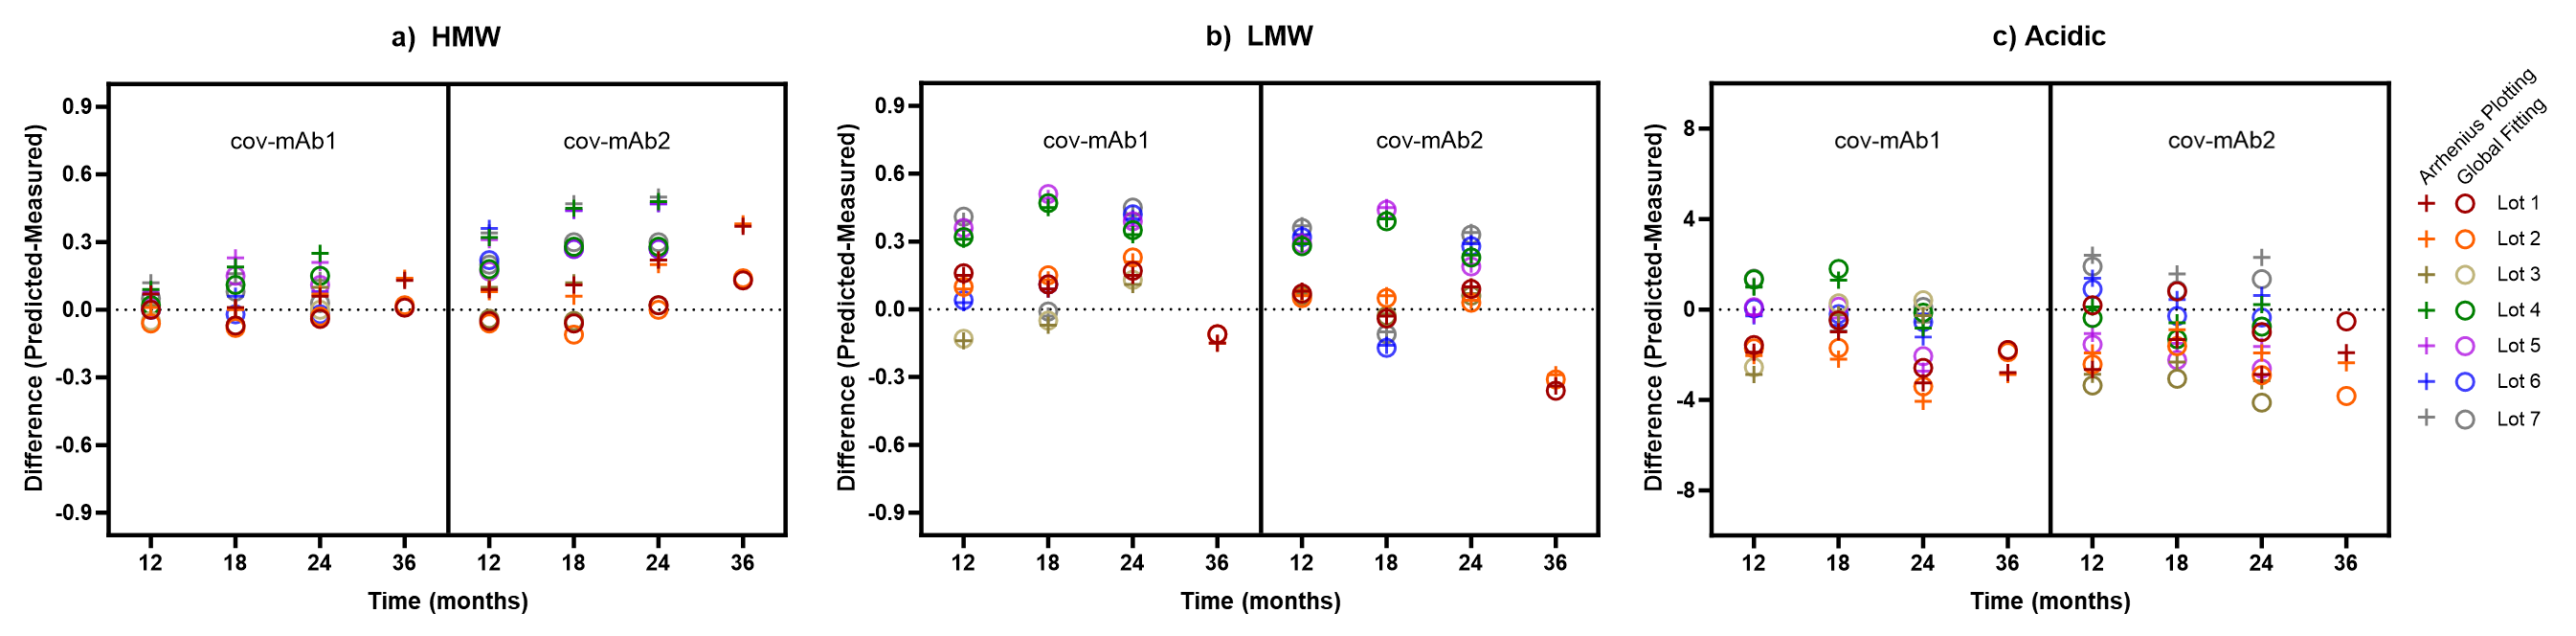 a) HMW
b) LMW
c) Acidic
Difference (Predicted-Measured)
0.9
0.6
0.3
0.0
-0.3
-0.6
-0.9
cov-mAb1
cov-mAb2
12 18 24 36 12 18 24 36
Time (months)
Difference (Predicted-Measured)
0.9
0.6
0.3
0.0
-0.3
-0.6
-0.9
cov-mAb1
cov-mAb2
12 18 24 36 12 18 24 36
Time (months)
Difference (Predicted-Measured)
8
4
0
-4
-8
cov-mAb1
cov-mAb2
12 18 24 36 12 18 24 36
Time (months)
Arrhenius Plotting
Global Fitting
Lot 1
Lot 2
Lot 3
Lot 4
Lot 5
Lot 6
Lot 7